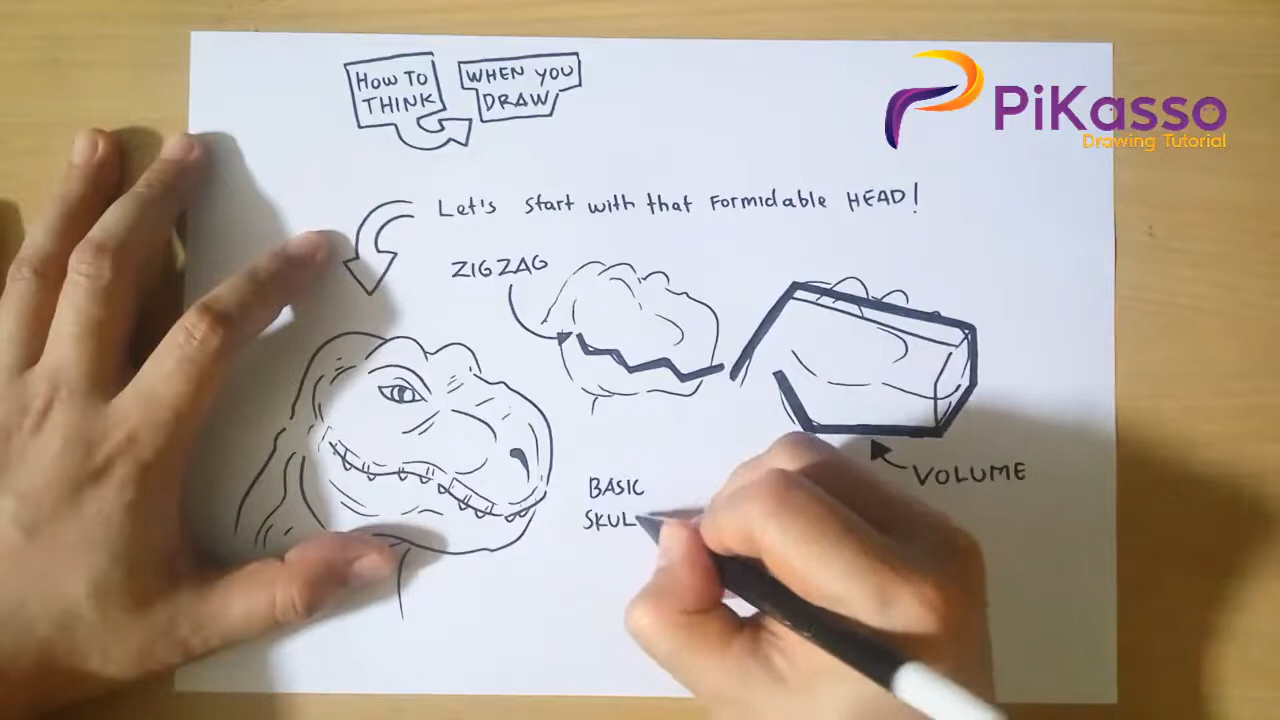 HOW TO
THINK
WHEN YOU
DRAW
PiKasso
Drawing Tutorial
Let's start with that FormidabLe HEAD!
ZIGZAG
VOLUME
BASIC
SKUL